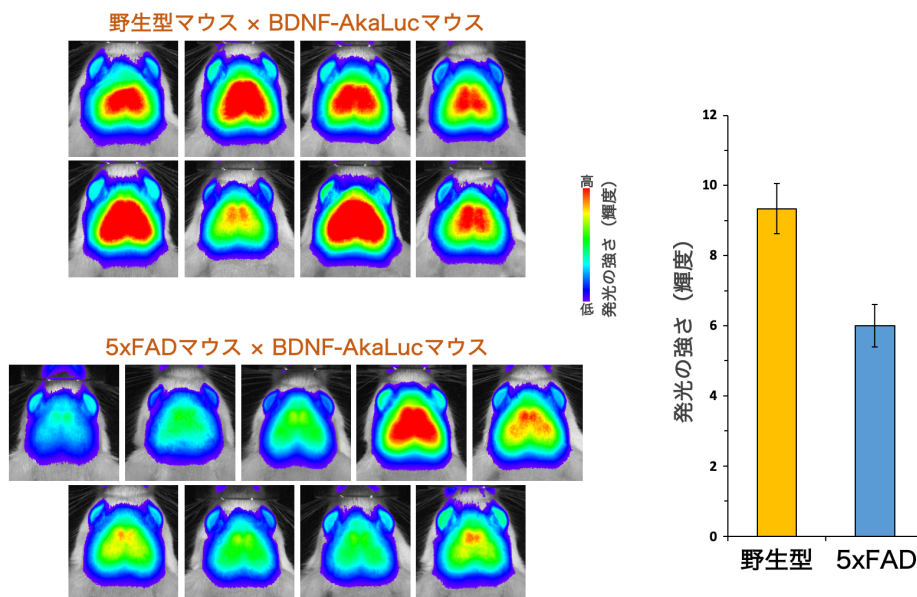 野生型マウス × BDNF-AkaLucマウス
高
低
発光の強さ（輝度）
5xFADマウス × BDNF-AkaLucマウス
発光の強さ（輝度）
12
10
8
6
4
2
0
野生型
5xFAD